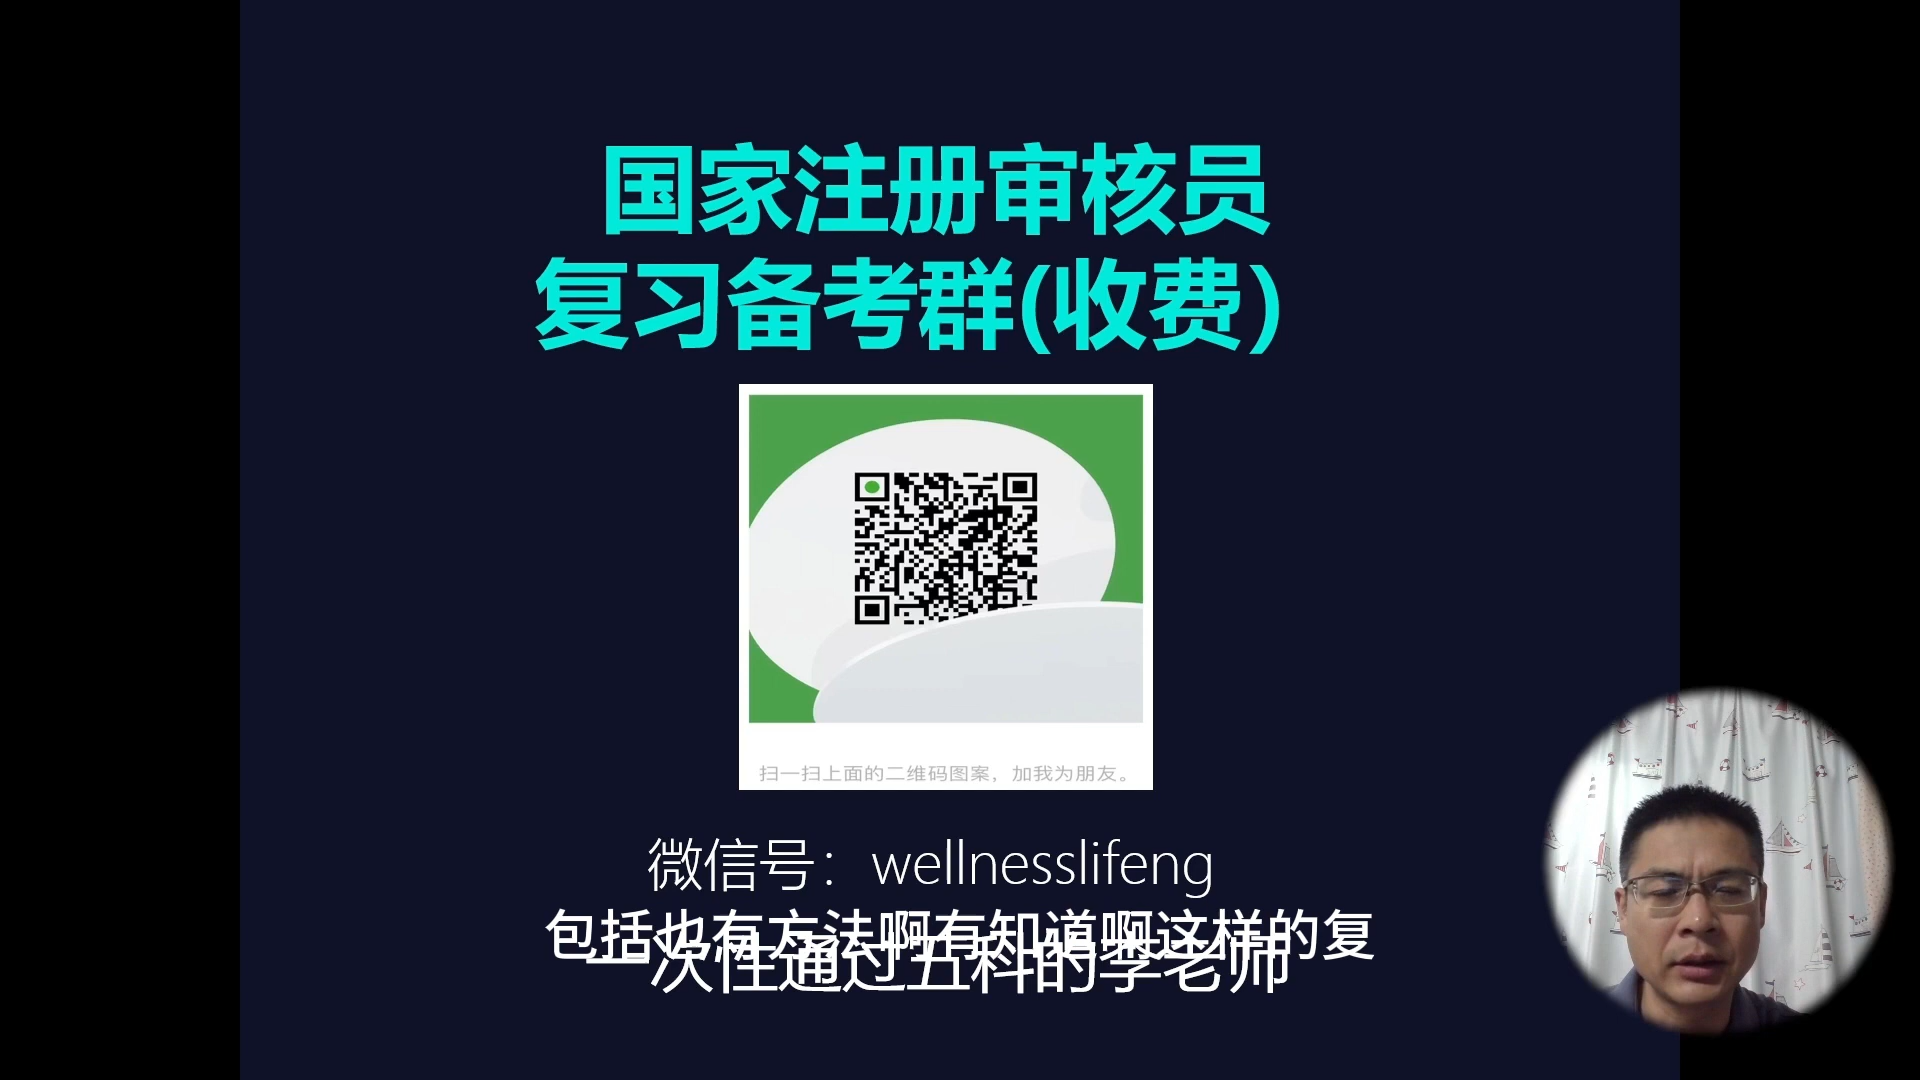 国家注册审核员
复习备考群(收费)
扫一扫上面的二维码图案，加我为朋友。
微信号：wellnesslifeng
包括也有方法啊有知道啊这样的复
一次性通过五科的李老师